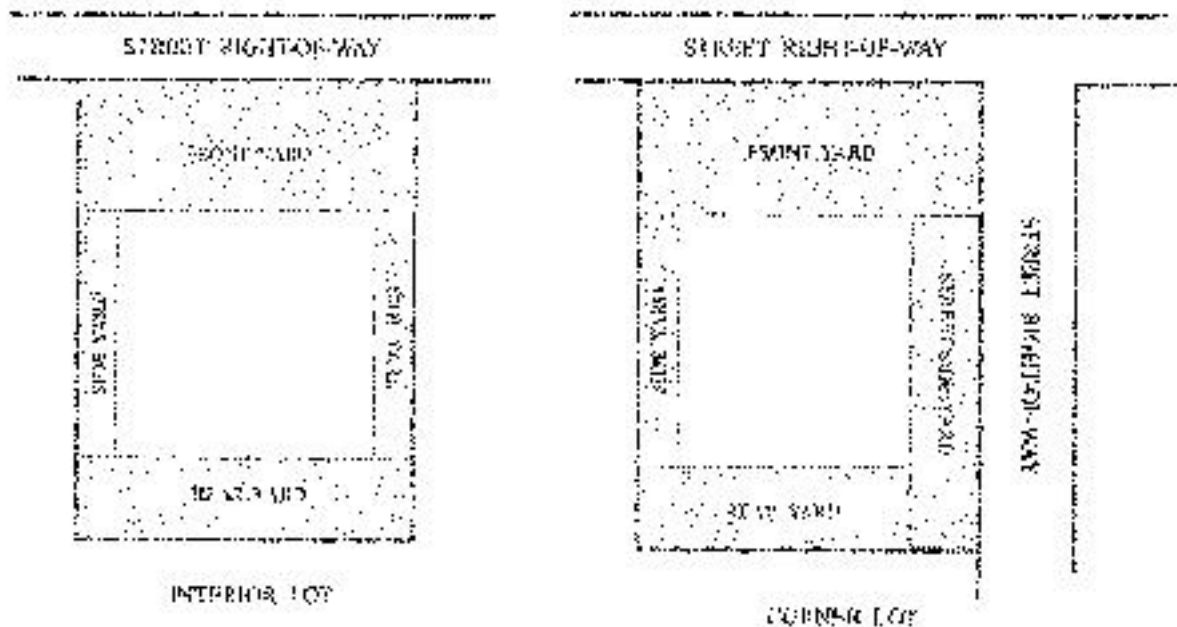 STREET RIGHT-OF-WAY
FRONT YARD
SIDE YARD
SIDE YARD
REAR YARD
INTERIOR LOT
STREET RIGHT-OF-WAY
FRONT YARD
SIDE YARD
STREET SIDE YARD
STREET RIGHT-OF-WAY
REAR YARD
CORNER LOT